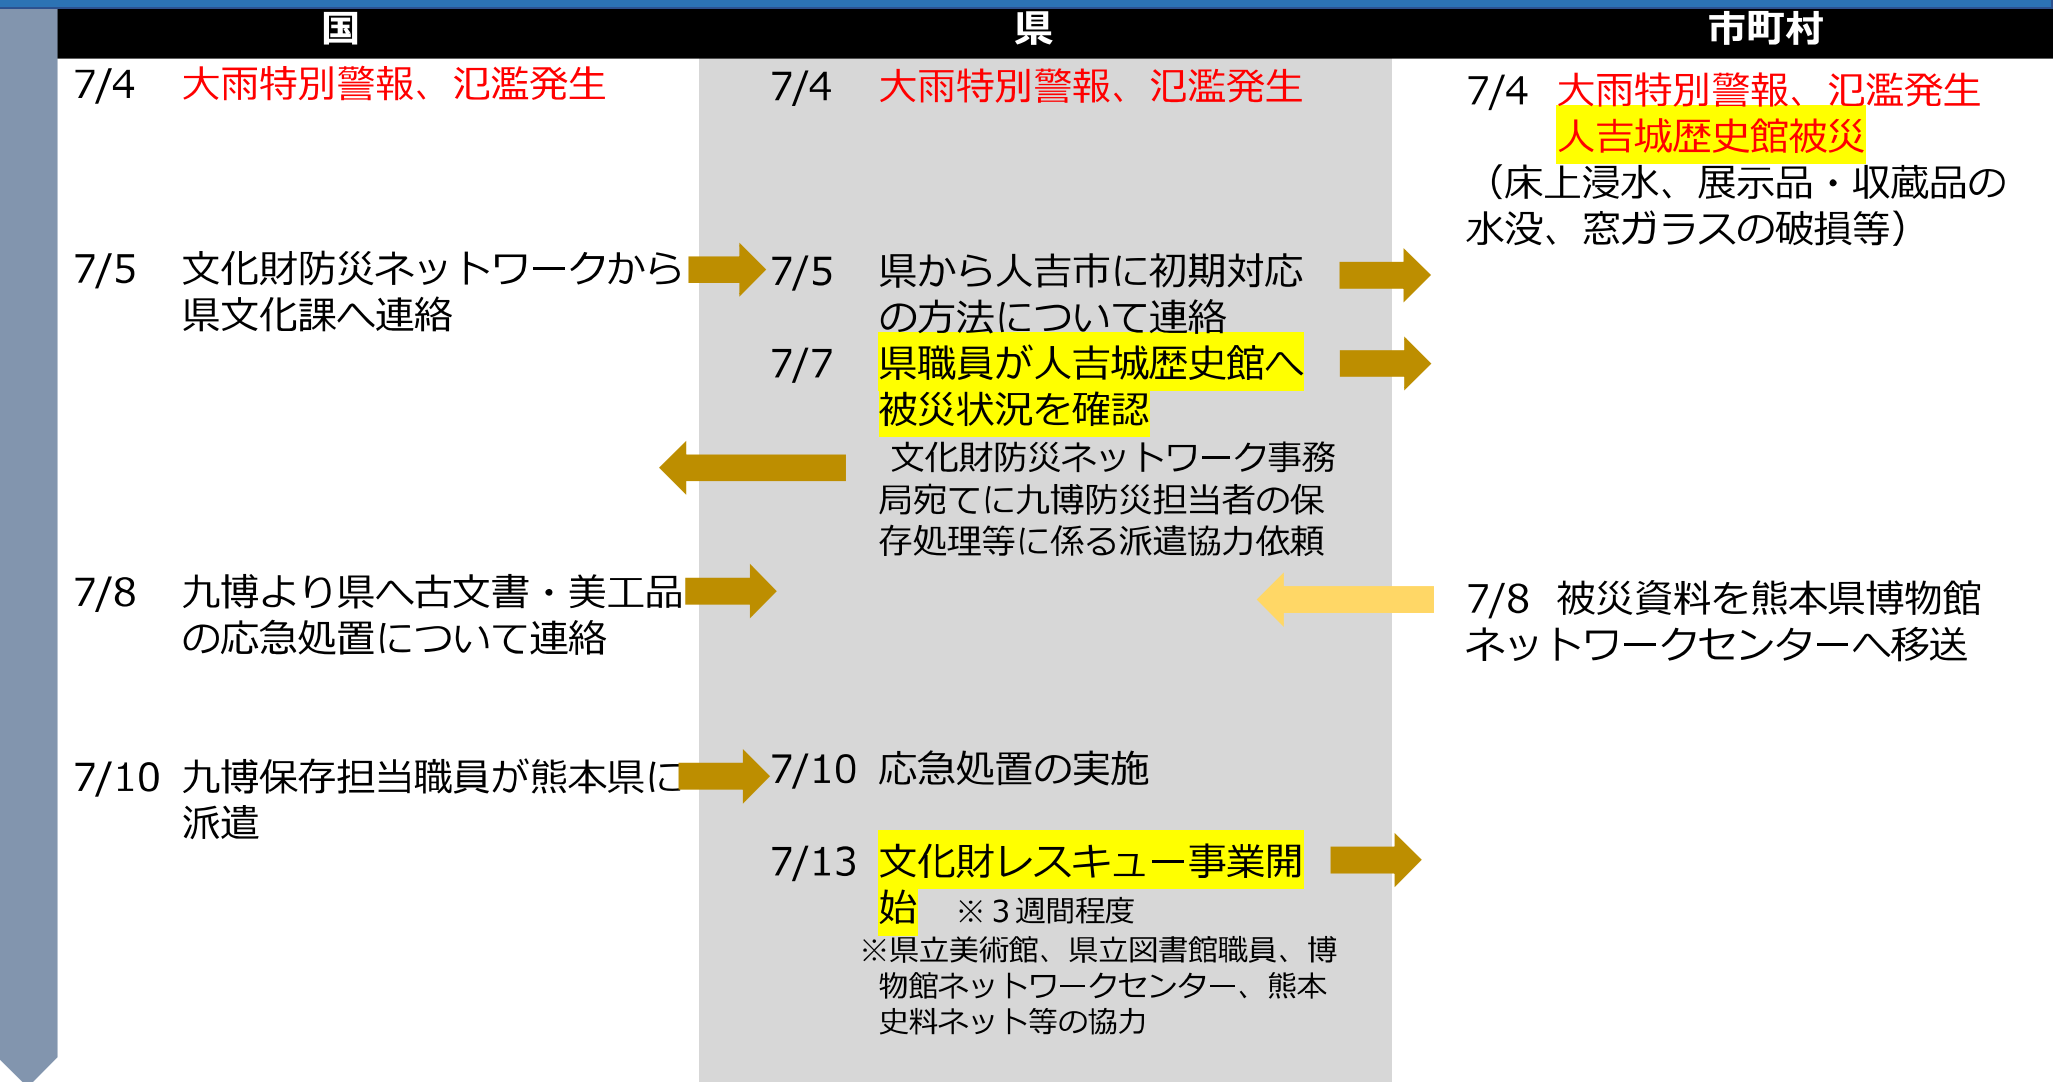 国
県
市町村
7/4 大雨特別警報、氾濫発生
7/5 文化財防災ネットワークから
県文化課へ連絡
7/8 九博より県へ古文書・美工品
の応急処置について連絡
7/10 九博保存担当職員が熊本県に
派遣
7/4 大雨特別警報、氾濫発生
7/5 県から人吉市に初期対応
の方法について連絡
7/7 県職員が人吉城歴史館へ
被災状況を確認
文化財防災ネットワーク事務
局宛てに九博防災担当者の保
存処理等に係る派遣協力依頼
7/10 応急処置の実施
7/13 文化財レスキュー事業開
始 ※３週間程度
※県立美術館、県立図書館職員、博
物館ネットワークセンター、熊本
史料ネット等の協力
7/4 大雨特別警報、氾濫発生
人吉城歴史館被災
（床上浸水、展示品・収蔵品の
水没、窓ガラスの破損等）
7/8 被災資料を熊本県博物館
ネットワークセンターへ移送